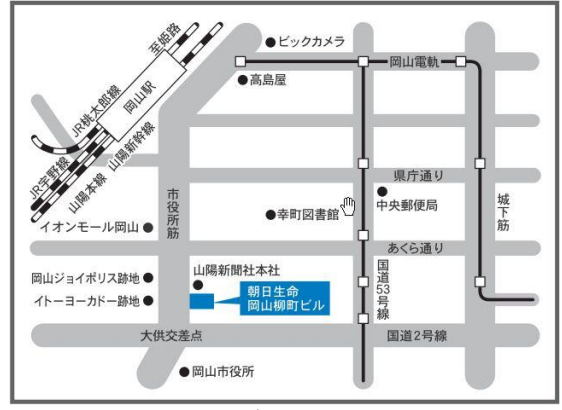 至姫路
ビックカメラ
岡山電軌
高島屋
岡山駅
JR桃太郎線
JR宇野線
山陽本線
山陽新幹線
県庁通り
中央郵便局
市役所筋
城下筋
幸町図書館
イオンモール岡山
あくら通り
山陽新聞社本社
岡山ジョイポリス跡地
イトーヨーカドー跡地
朝日生命
岡山柳町ビル
国道53号線
大供交差点
国道2号線
岡山市役所